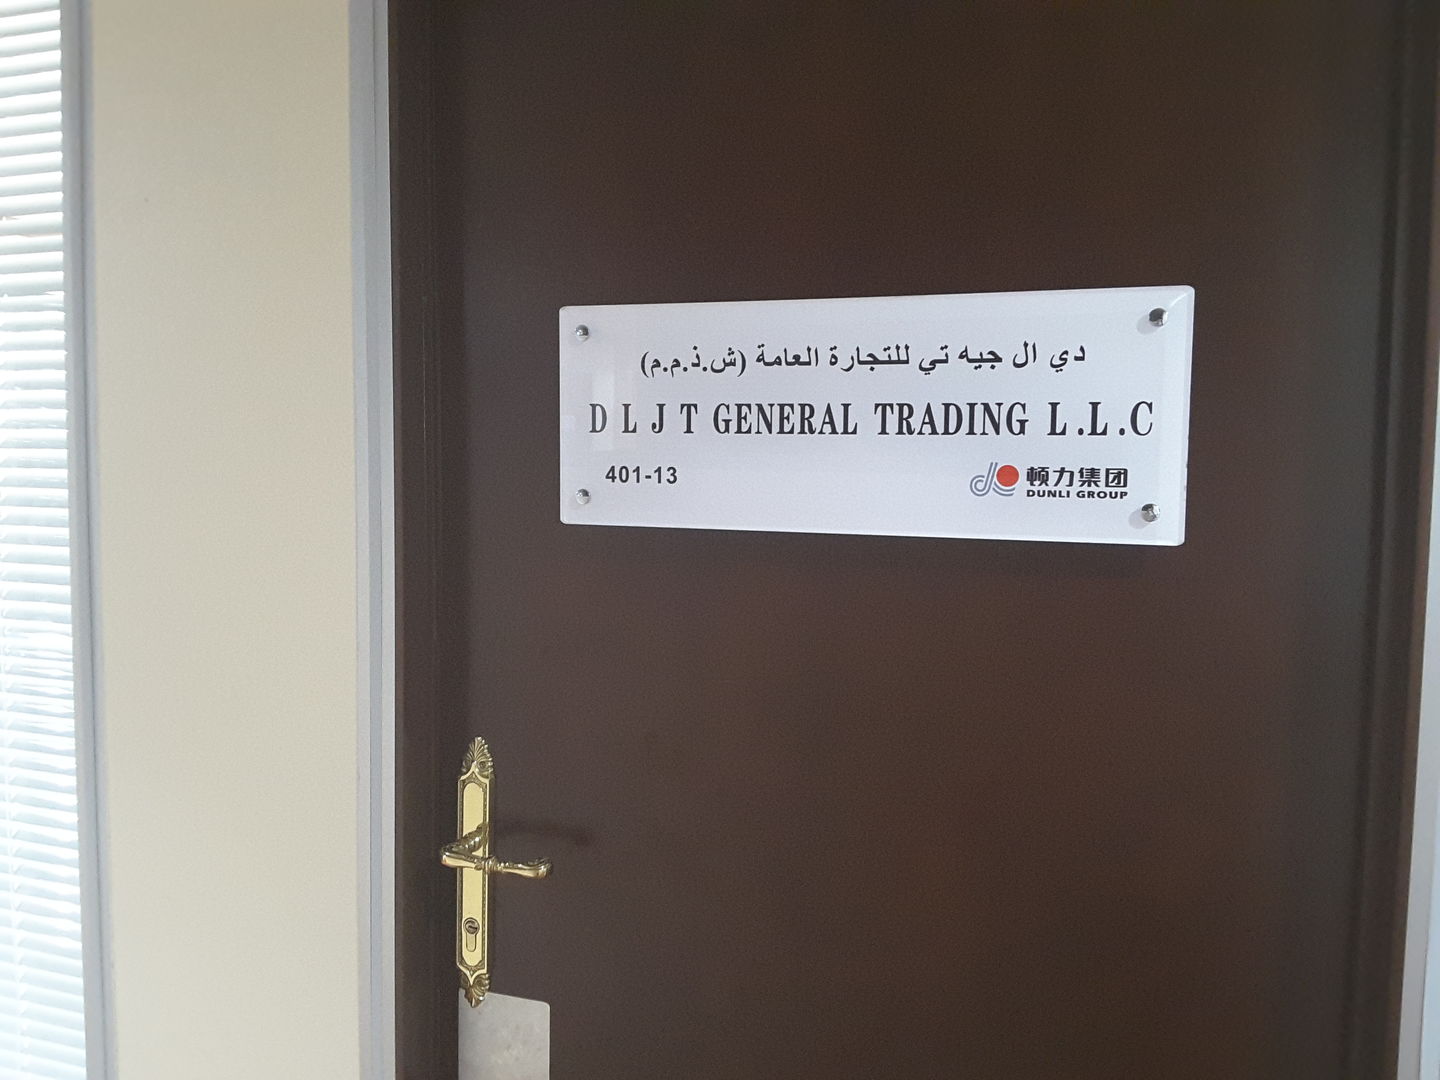 دي ال جيه تي للتجارة العامة (ش.ذ.م.م)
D L J T GENERAL TRADING L.L.C
401-13
顿力集团
DUNLI GROUP